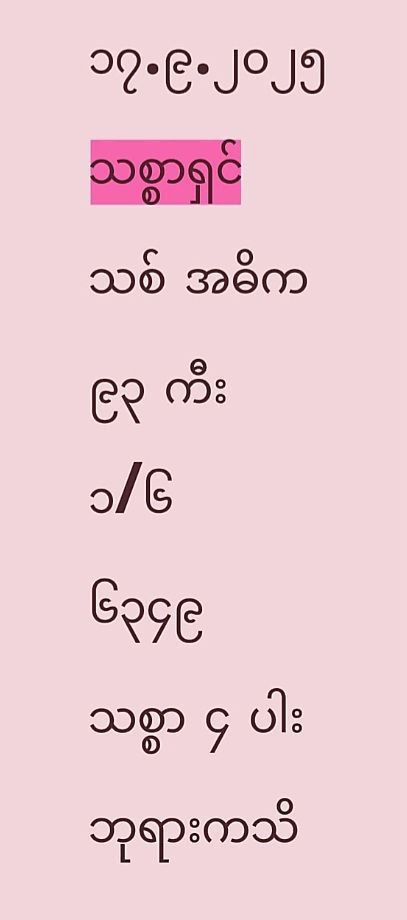 ၁၇.၉.၂၀၂၅
သစ္စာရှင်
သစ် အဓိက
၉၃ ကီး
၁/၆
၆၃၄၉
သစ္စာ ၄ ပါး
ဘုရားကသိ